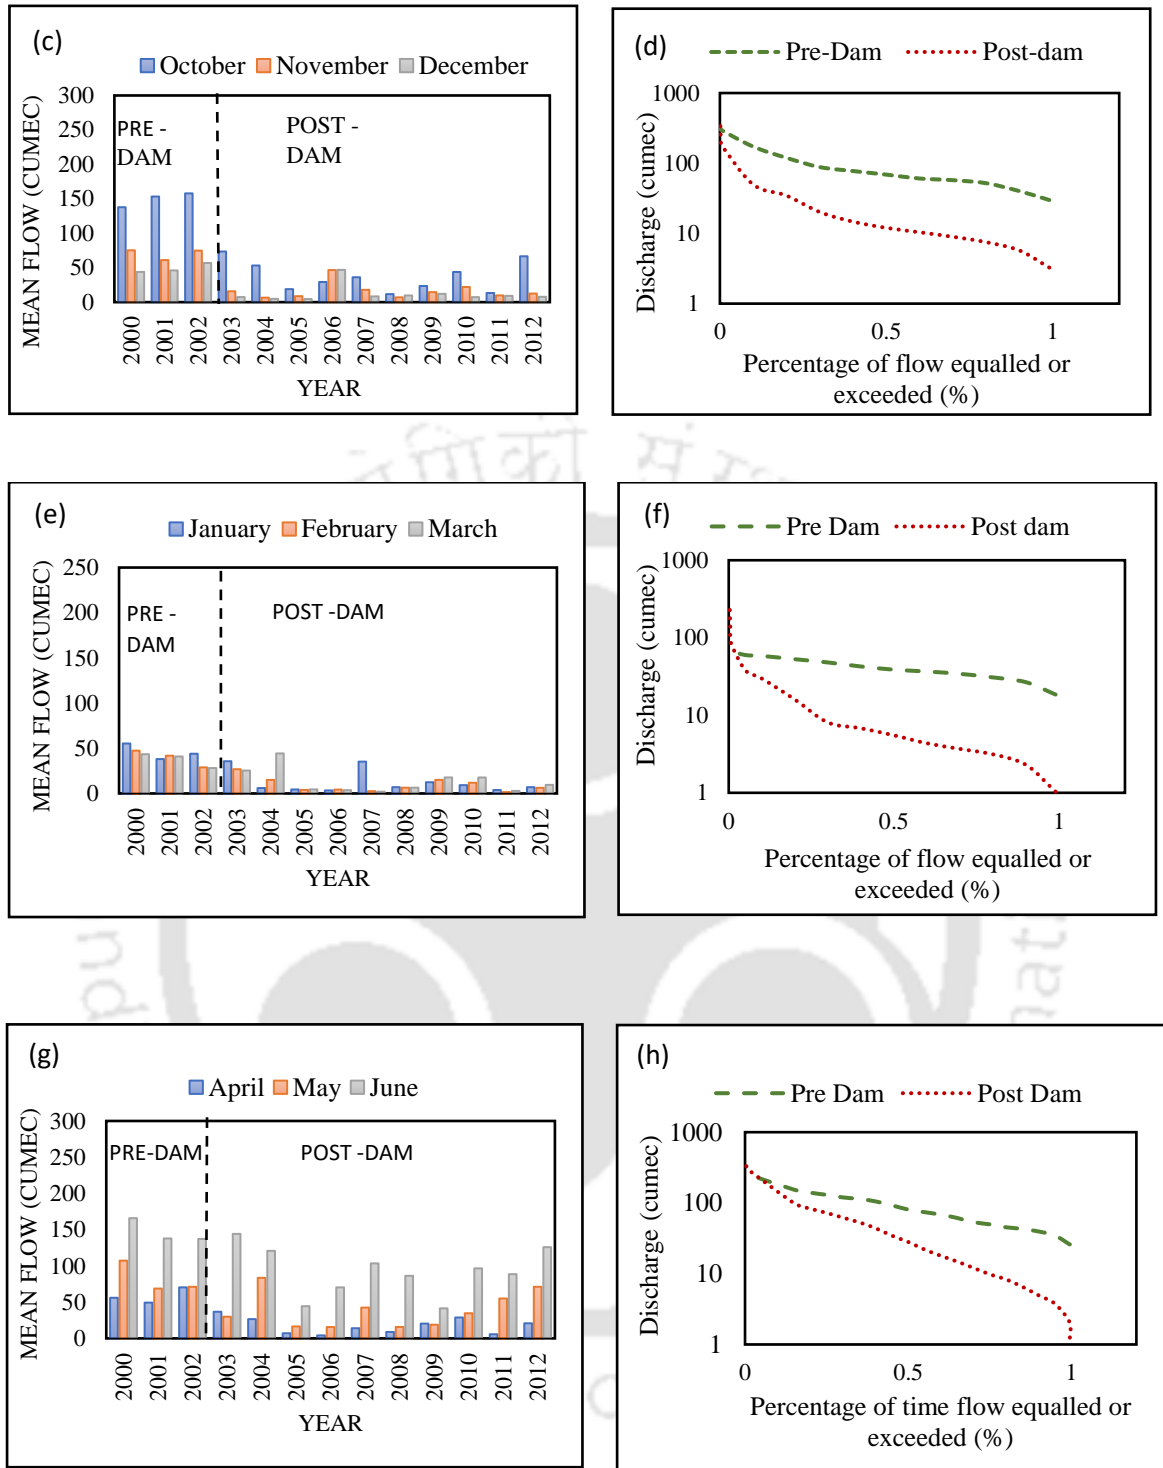 (c)
October November December
MEAN FLOW (CUMEC)
300
250
200
150
100
50
0
PRE -
DAM
POST -
DAM
2000 2001 2002 2003 2004 2005 2006 2007 2008 2009 2010 2011 2012
YEAR
(d)
Pre-Dam Post-dam
Discharge (cumec)
1000
100
10
1
0 0.5 1
Percentage of flow equalled or
exceeded (%)
(e)
January February March
MEAN FLOW (CUMEC)
250
200
150
100
50
0
PRE -
DAM
POST -DAM
2000 2001 2002 2003 2004 2005 2006 2007 2008 2009 2010 2011 2012
YEAR
(f)
Pre Dam Post dam
Discharge (cumec)
1000
100
10
1
0 0.5 1
Percentage of flow equalled or
exceeded (%)
(g)
April May June
MEAN FLOW (CUMEC)
300
250
200
150
100
50
0
PRE-DAM POST -DAM
2000 2001 2002 2003 2004 2005 2006 2007 2008 2009 2010 2011 2012
YEAR
(h)
Pre Dam Post Dam
Discharge (cumec)
1000
100
10
1
0 0.5 1
Percentage of time flow equalled or
exceeded (%)